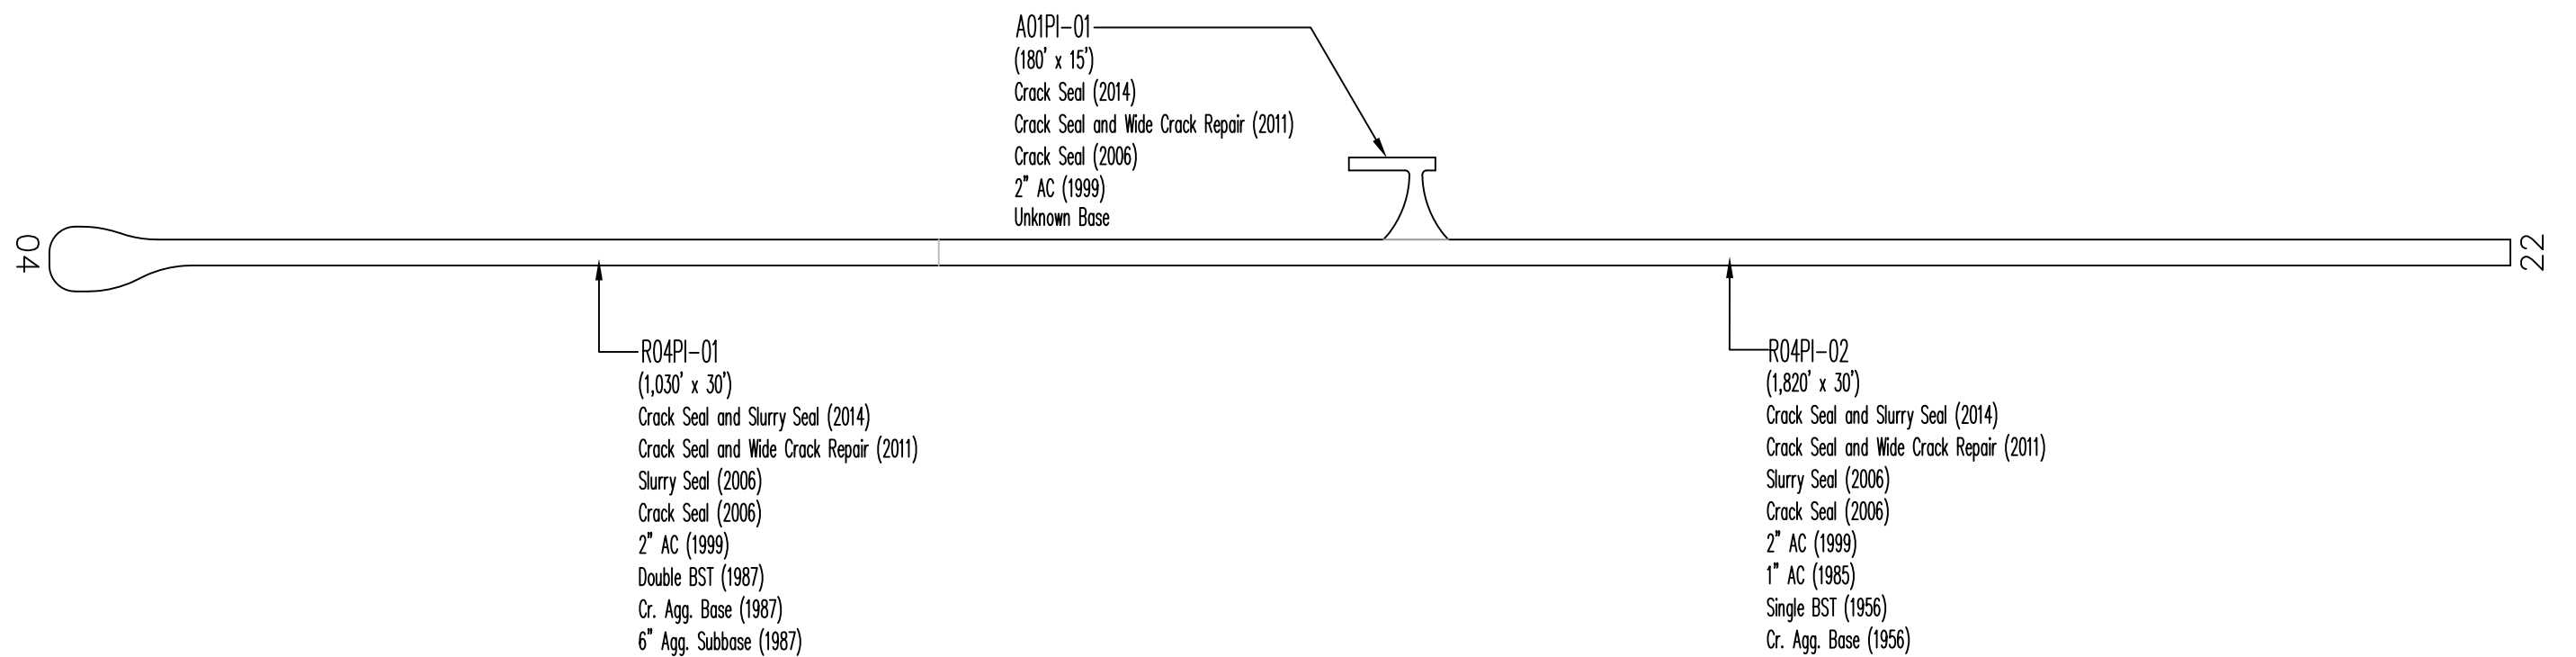 A01PI-01
(180' x 15')
Crack Seal (2014)
Crack Seal and Wide Crack Repair (2011)
Crack Seal (2006)
2" AC (1999)
Unknown Base
04
22
R04PI-01
(1,030' x 30')
Crack Seal and Slurry Seal (2014)
Crack Seal and Wide Crack Repair (2011)
Slurry Seal (2006)
Crack Seal (2006)
2" AC (1999)
Double BST (1987)
Cr. Agg. Base (1987)
6" Agg. Subbase (1987)
R04PI-02
(1,820' x 30')
Crack Seal and Slurry Seal (2014)
Crack Seal and Wide Crack Repair (2011)
Slurry Seal (2006)
Crack Seal (2006)
2" AC (1999)
1" AC (1985)
Single BST (1956)
Cr. Agg. Base (1956)